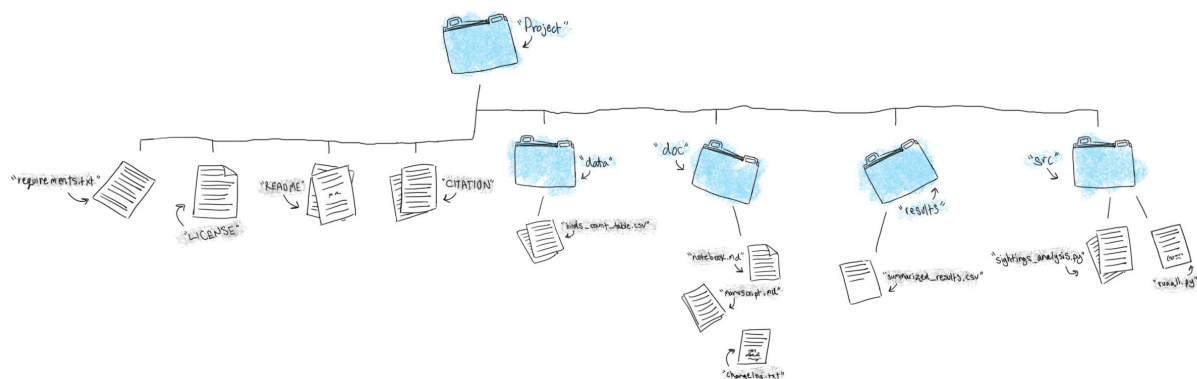 "Project"
"data"
"doc"
"src"
"requirements.txt"
"README"
"CITATION"
"results"
"LICENSE"
"birds_count_table.csv"
"notebook.md"
"sightings_analysis.py"
"summarized_results.csv"
"runall.py"
"manuscript.md"
"changelog.txt"